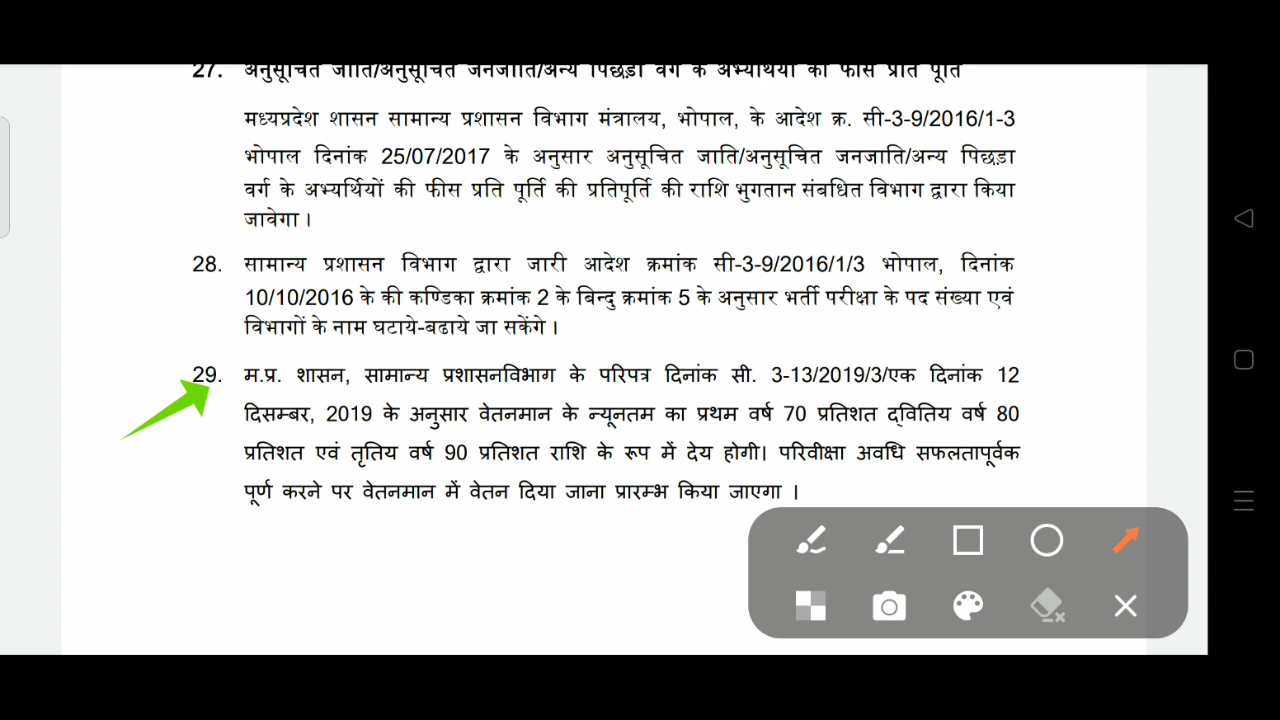 27. अनुसूचित जाति/अनुसूचित जनजाति/अन्य पिछड़ा वर्ग के अभ्यर्थियों की फीस प्रति पूर्ति
मध्यप्रदेश शासन सामान्य प्रशासन विभाग मंत्रालय, भोपाल, के आदेश क्र. सी-3-9/2016/1-3
भोपाल दिनांक 25/07/2017 के अनुसार अनुसूचित जाति/अनुसूचित जनजाति/अन्य पिछड़ा
वर्ग के अभ्यर्थियों की फीस प्रति पूर्ति की प्रतिपूर्ति की राशि भुगतान संबधित विभाग द्वारा किया
जावेगा ।
28. सामान्य प्रशासन विभाग द्वारा जारी आदेश क्रमांक सी-3-9/2016/1/3 भोपाल, दिनांक
10/10/2016 के की कण्डिका क्रमांक 2 के बिन्दु क्रमांक 5 के अनुसार भर्ती परीक्षा के पद संख्या एवं
विभागों के नाम घटाये-बढाये जा सकेंगे ।
29. म.प्र. शासन, सामान्य प्रशासनविभाग के परिपत्र दिनांक सी. 3-13/2019/3/एक दिनांक 12
दिसम्बर, 2019 के अनुसार वेतनमान के न्यूनतम का प्रथम वर्ष 70 प्रतिशत द्वितिय वर्ष 80
प्रतिशत एवं तृतिय वर्ष 90 प्रतिशत राशि के रूप में देय होगी। परिवीक्षा अवधि सफलतापूर्वक
पूर्ण करने पर वेतनमान में वेतन दिया जाना प्रारम्भ किया जाएगा ।